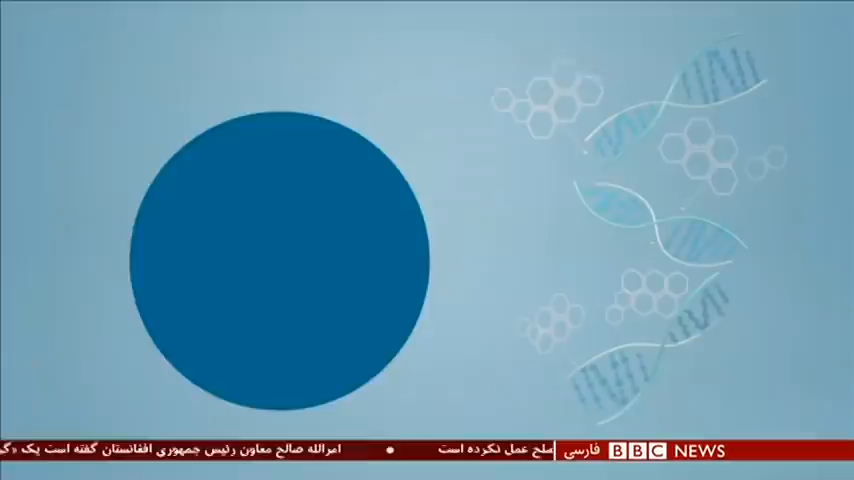 BBC NEWS فارسی صلح عمل نکرده است • امرالله صالح معاون رئیس جمهوری افغانستان گفته است یک